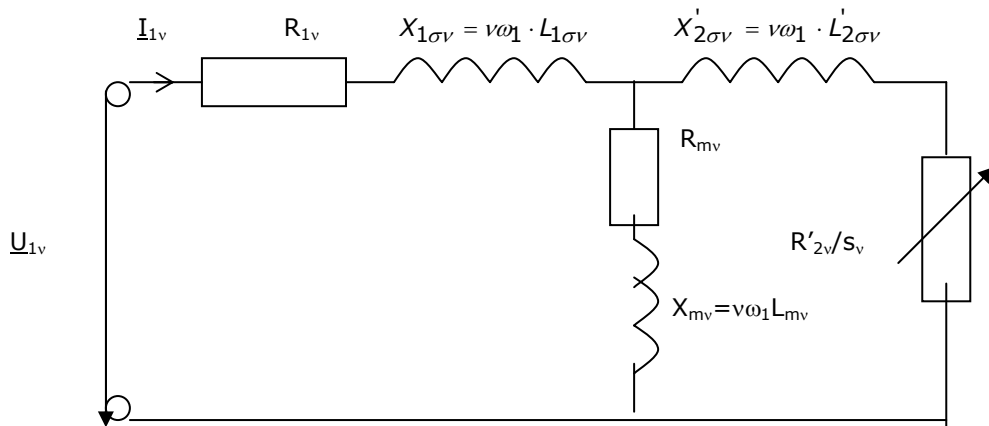 I1ν
R1ν
X1σν = νω1 · L1σν
X'2σν = νω1 · L'2σν
Rmν
U1ν
R′2ν/sν
Xmν=νω1Lmν